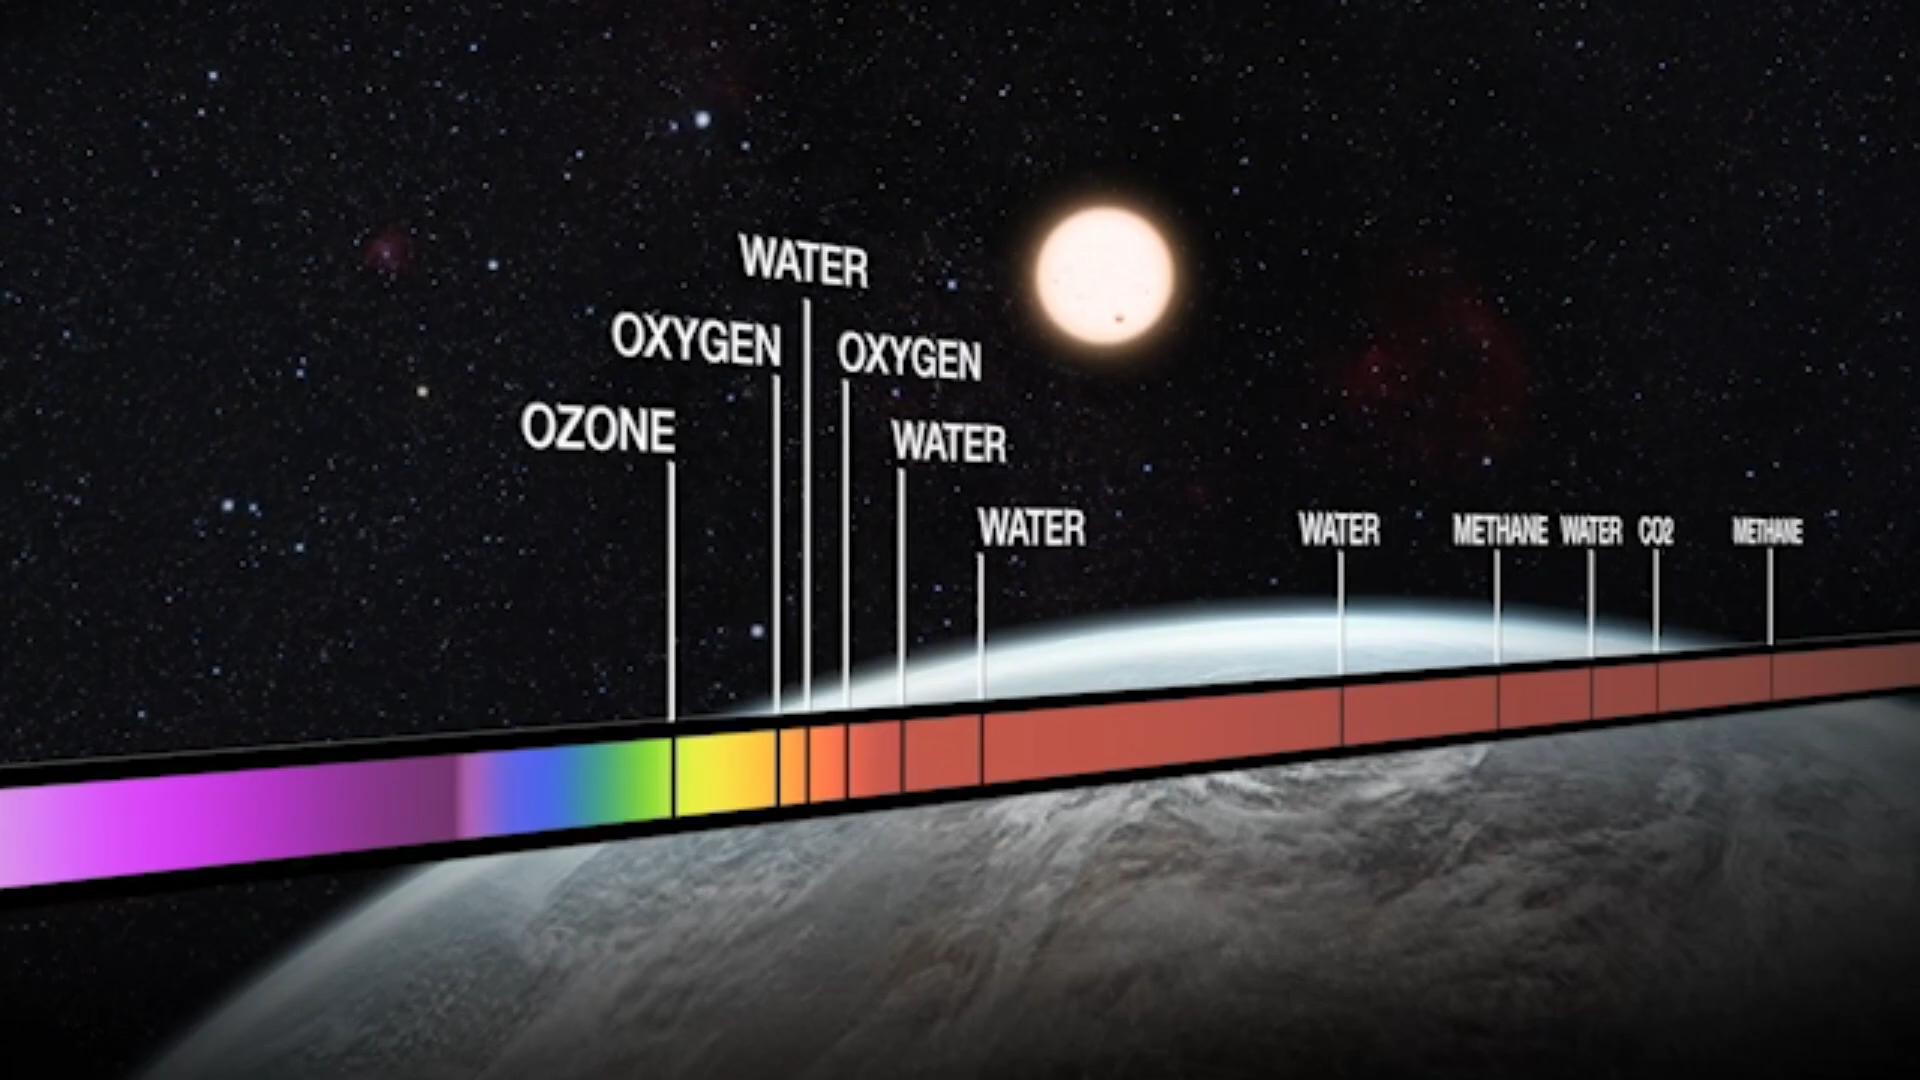 WATER
OXYGEN
OXYGEN
OZONE
WATER
WATER
WATER
METHANE
WATER
CO2
METHANE